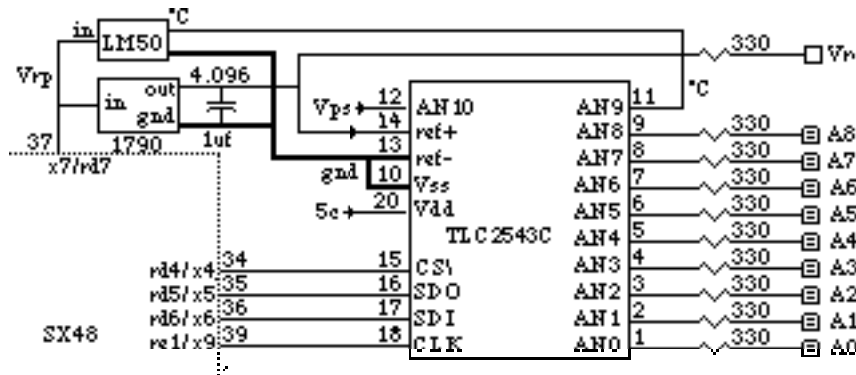 °C
in LM50
330 Vr
Vrp
out 4.096
in
gnd
1uf
1790
37
x7/rd7
°C
Vps 12 AN10 AN9 11
14 ref+ AN8 9 330 A8
13 ref- AN7 8 330 A7
gnd 10 Vss AN6 7 330 A6
5c 20 Vdd AN5 6 330 A5
TLC2543C
AN4 5 330 A4
rd4/x4 34 15 CS\ AN3 4 330 A3
rd5/x5 35 16 SDO AN2 3 330 A2
rd6/x6 36 17 SDI AN1 2 330 A1
re1/x9 39 18 CLK AN0 1 330 A0
SX48